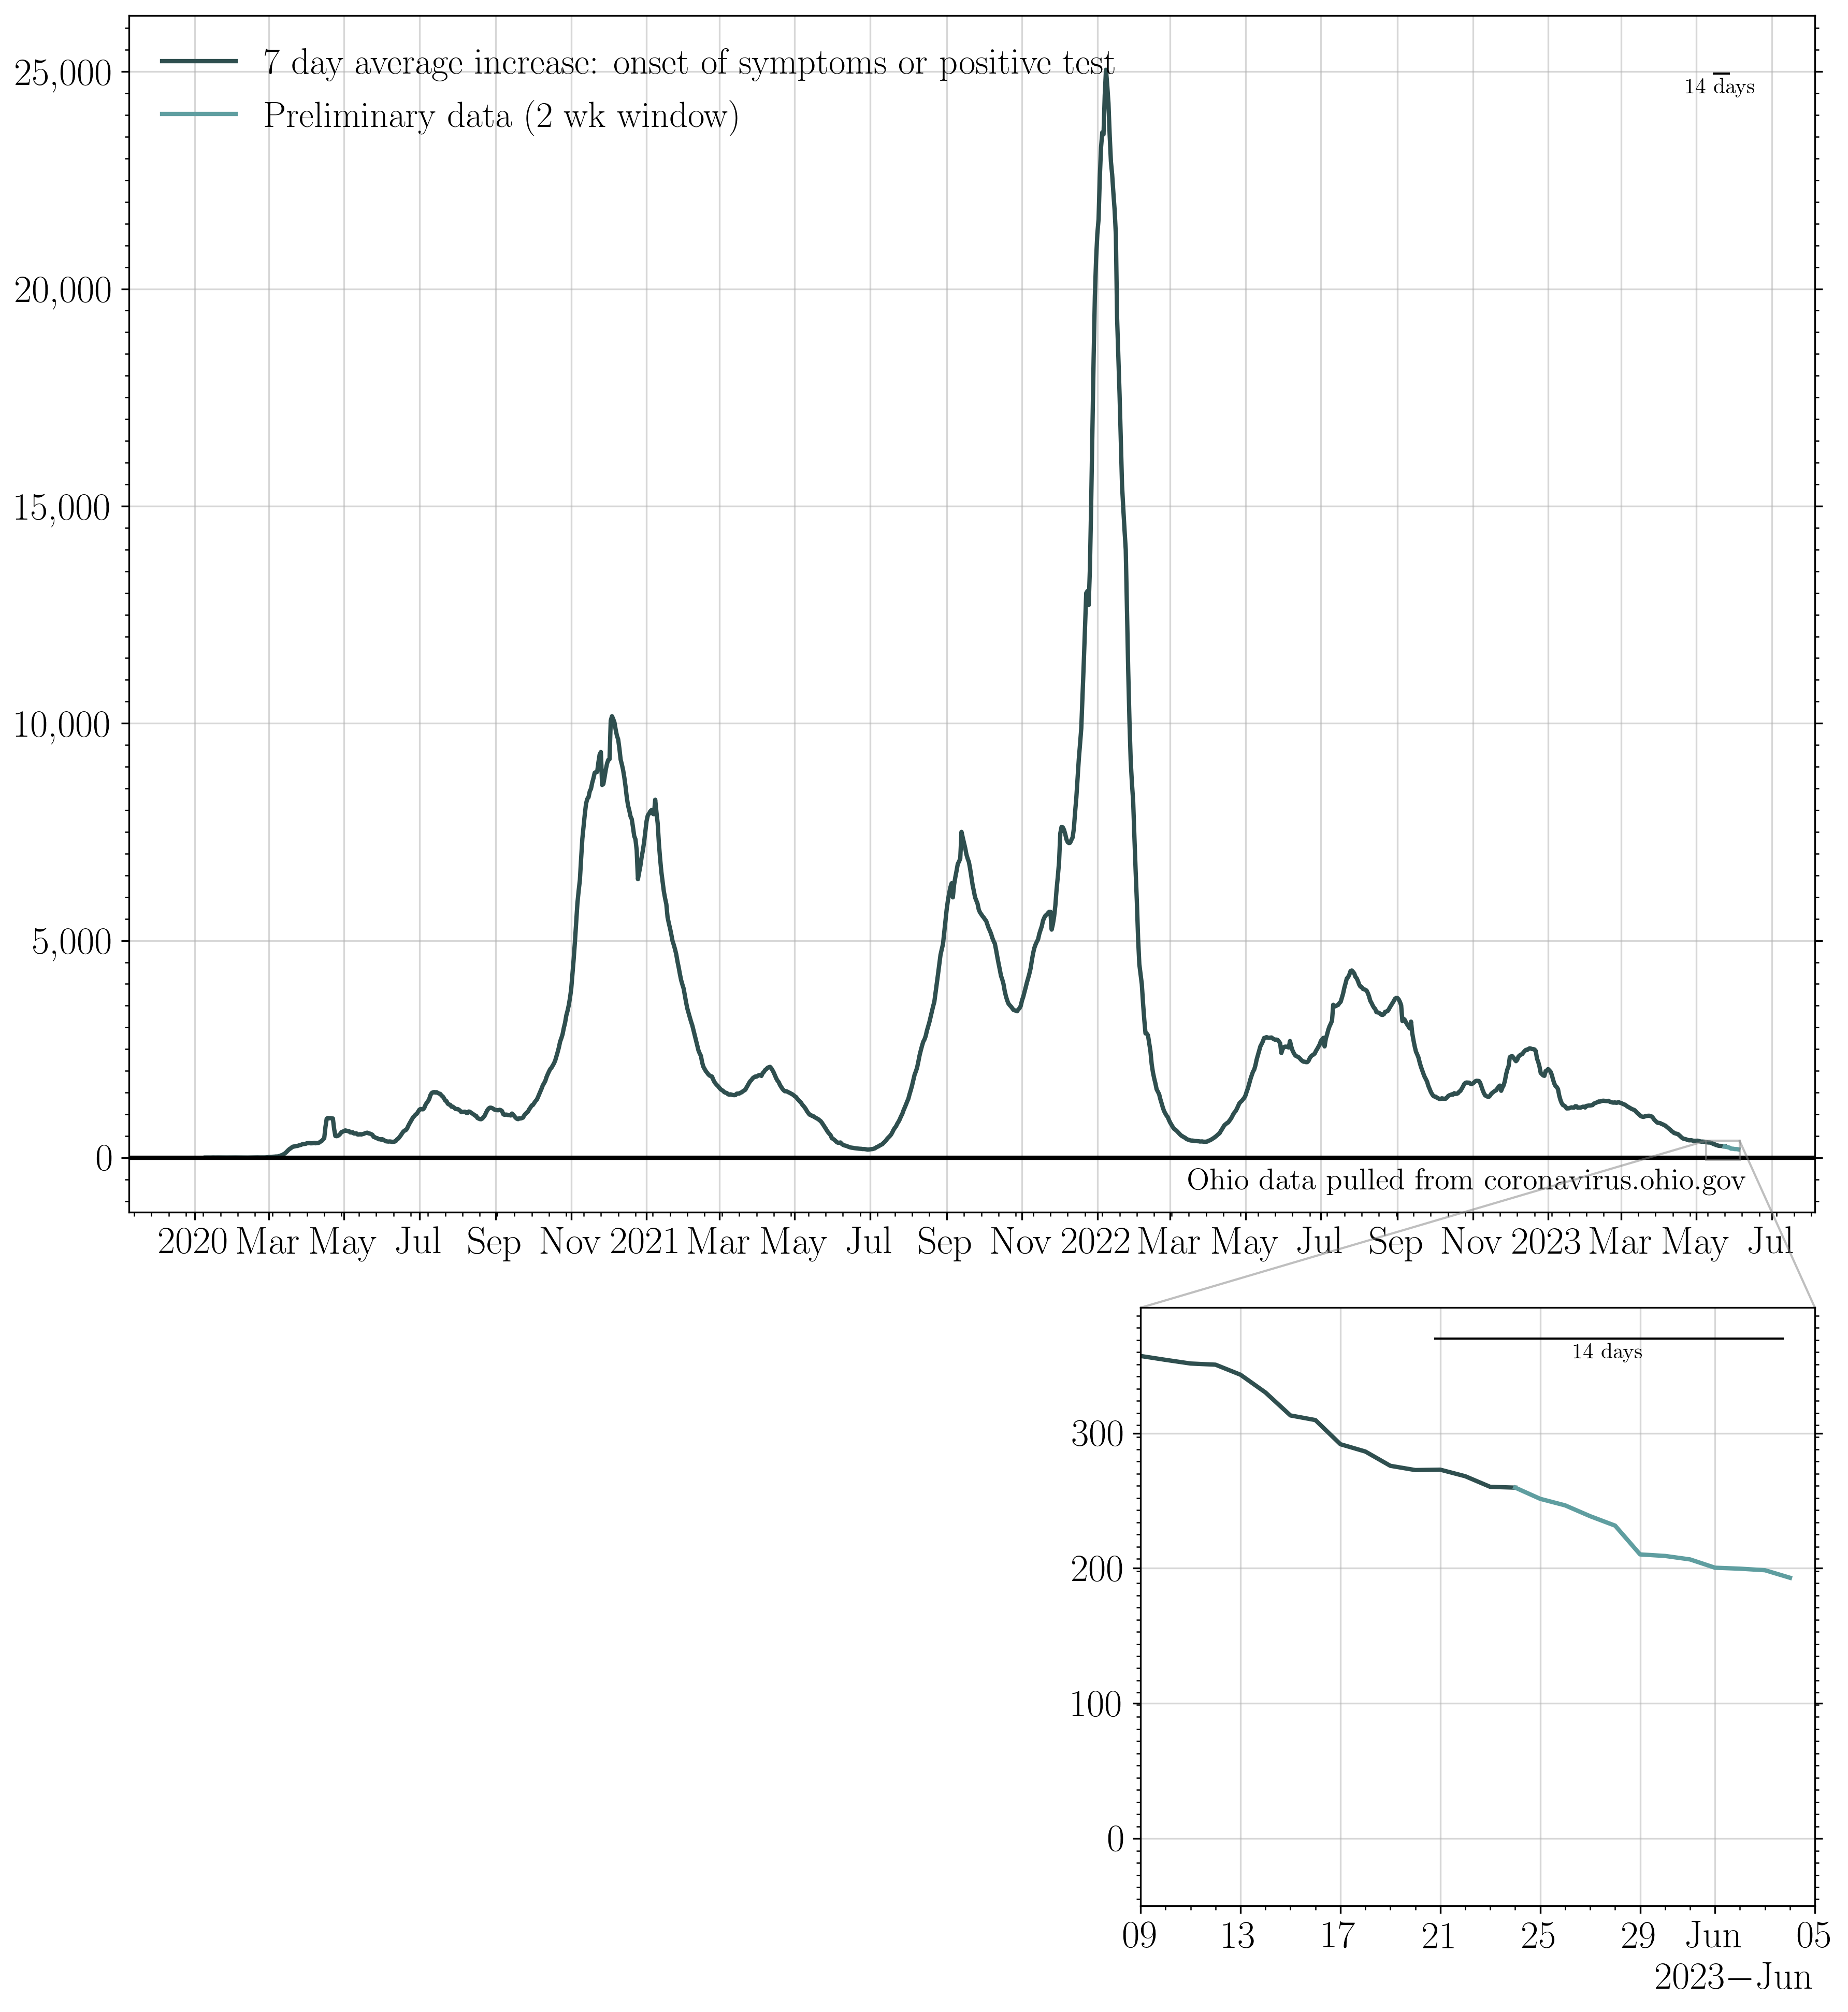 7 day average increase: onset of symptoms or positive test
Preliminary data (2 wk window)
14 days
25,000
20,000
15,000
10,000
5,000
0
Ohio data pulled from coronavirus.ohio.gov
2020 Mar May Jul Sep Nov 2021 Mar May Jul Sep Nov 2022 Mar May Jul Sep Nov 2023 Mar May Jul
14 days
300
200
100
0
09 13 17 21 25 29 Jun 05
2023-Jun